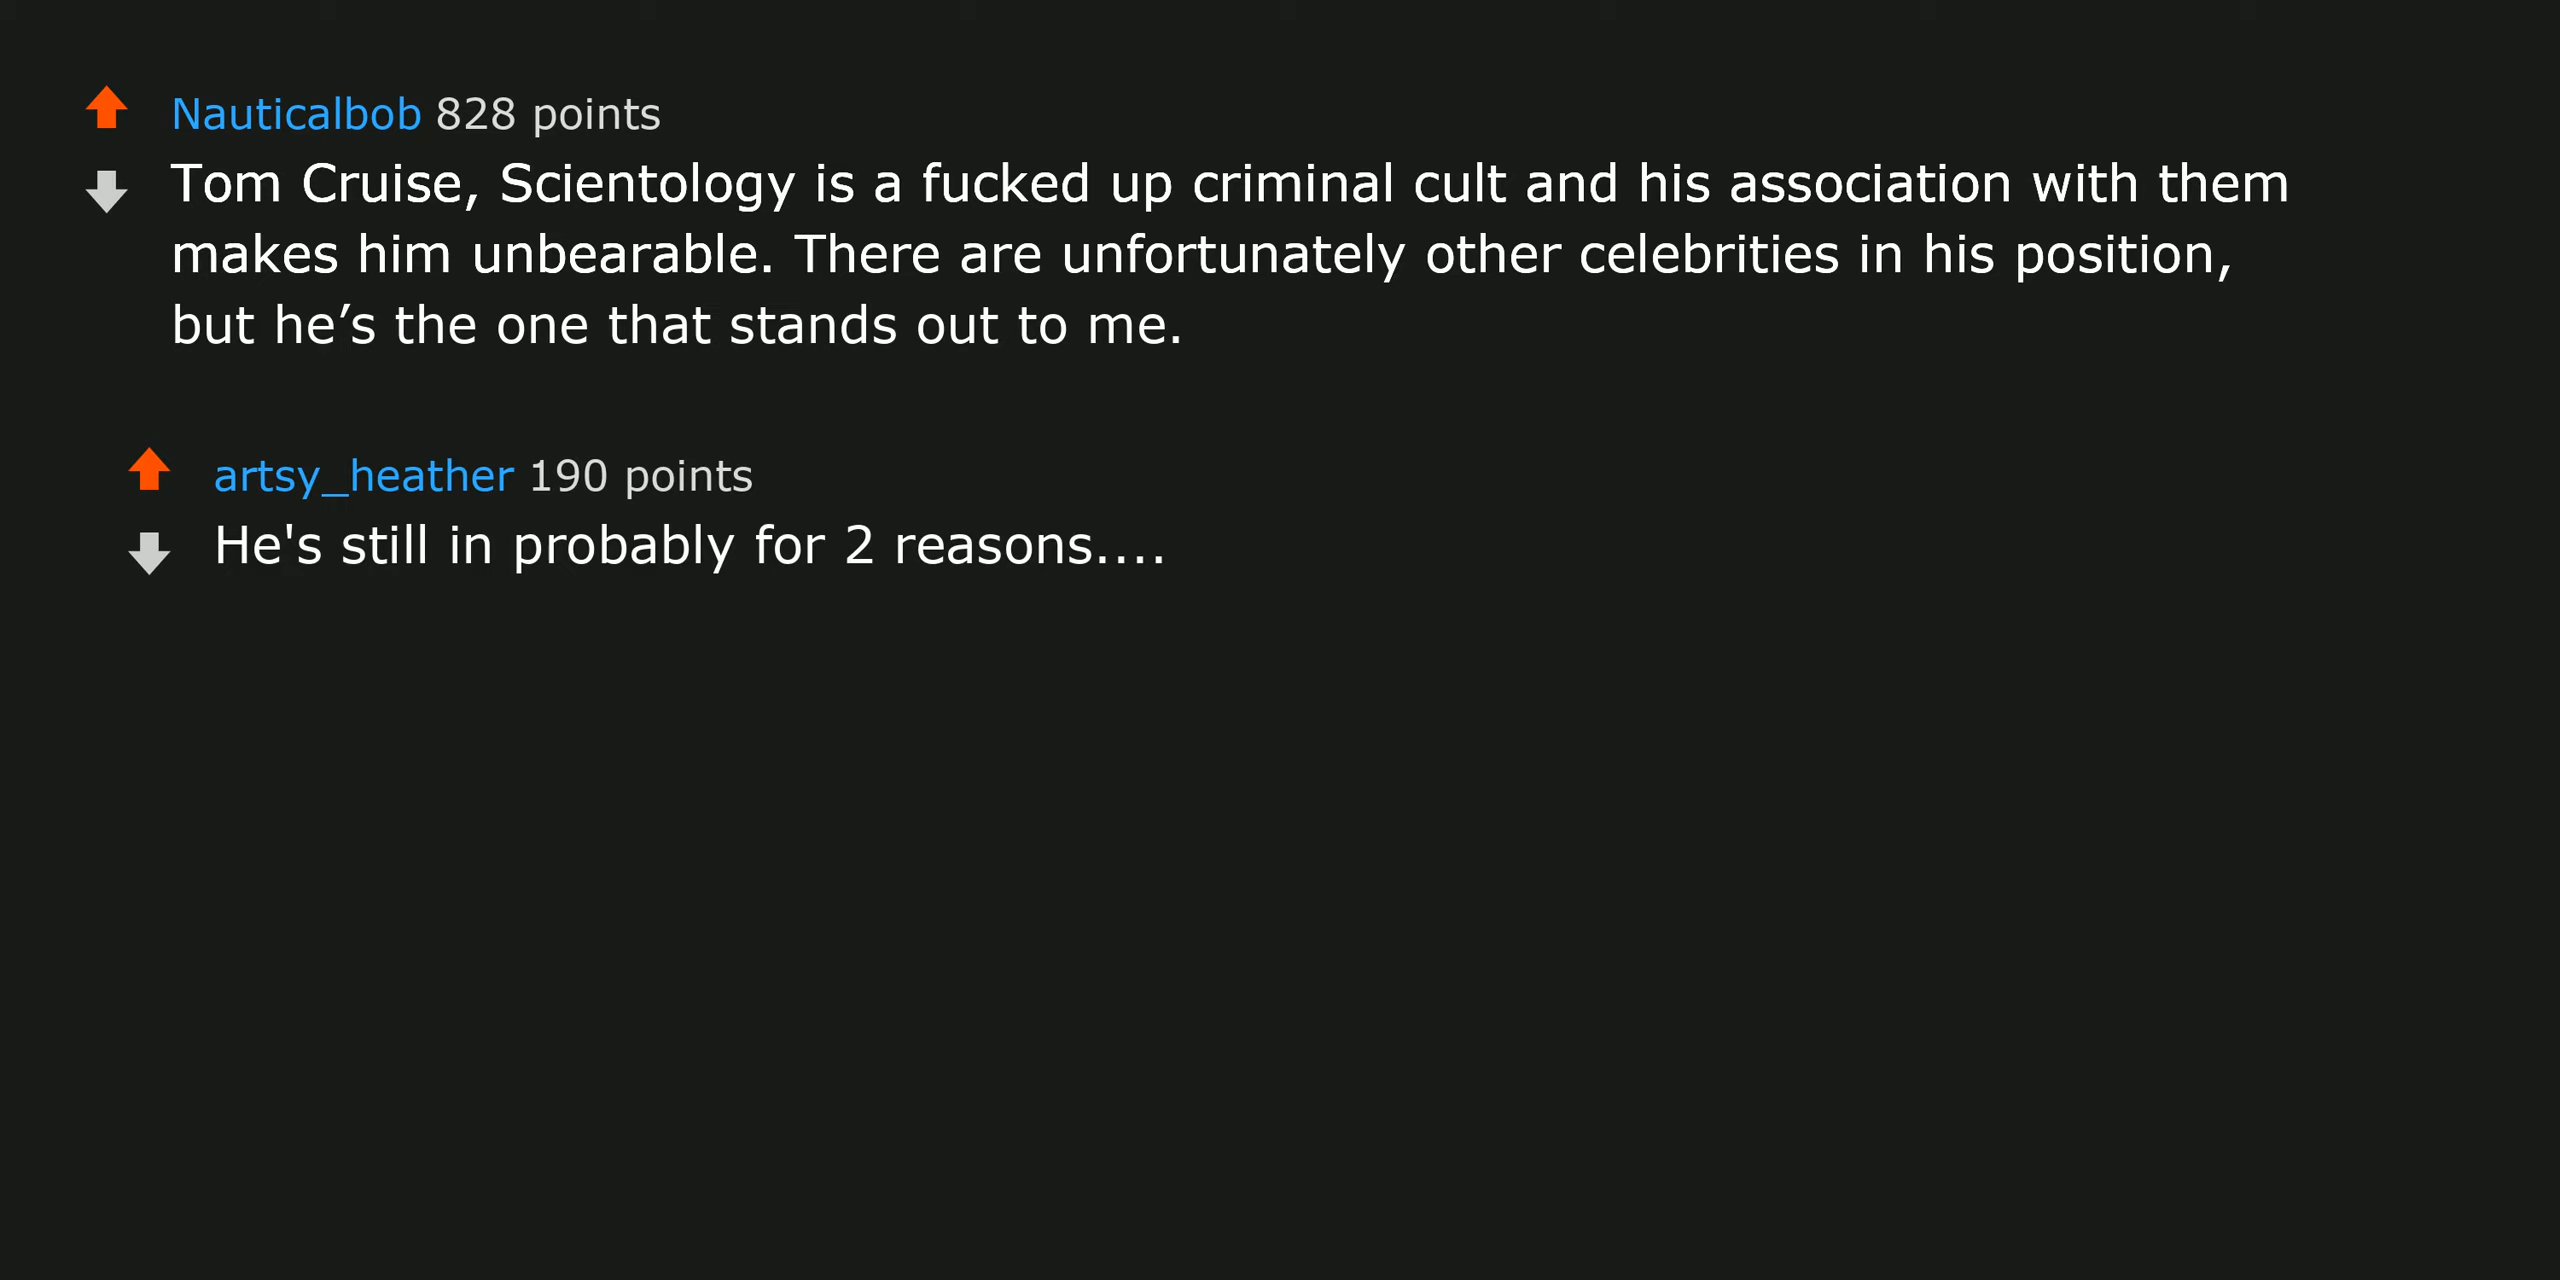 Nauticalbob 828 points
Tom Cruise, Scientology is a fucked up criminal cult and his association with them
makes him unbearable. There are unfortunately other celebrities in his position,
but he’s the one that stands out to me.
artsy_heather 190 points
He's still in probably for 2 reasons....